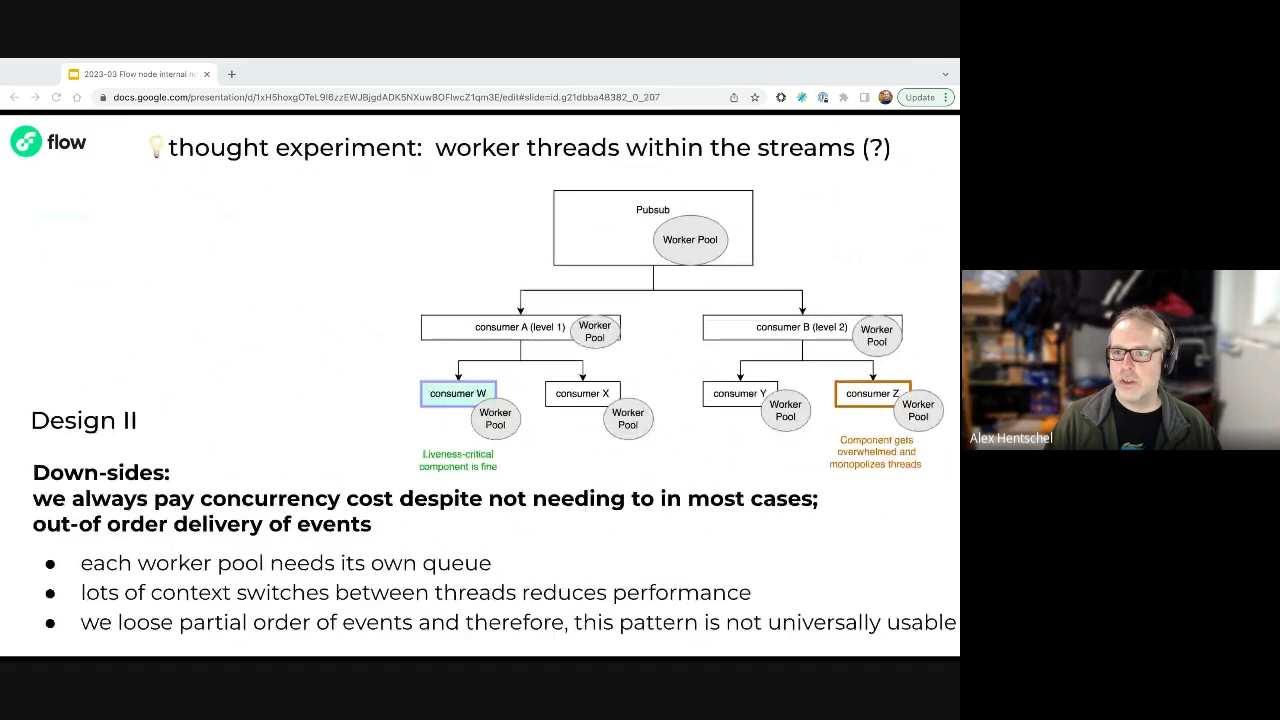 2023-03 Flow node internal no
docs.google.com/presentation/d/1xH5hoxgOTeL9I6zzEWJBjgdADK5NXuwBOFlwcZ1qm3E/edit#slide=id.g21dbba48382_0_207
Update
flow
thought experiment: worker threads within the streams (?)
Pubsub
Worker Pool
consumer A (level 1)
Worker
Pool
consumer B (level 2)
Worker
Pool
consumer W
Worker
Pool
consumer X
Worker
Pool
consumer Y
Worker
Pool
consumer Z
Worker
Pool
Liveness-critical
component is fine
Component gets
overwhelmed and
monopolizes threads
Design II
Down-sides:
we always pay concurrency cost despite not needing to in most cases;
out-of order delivery of events
● each worker pool needs its own queue
● lots of context switches between threads reduces performance
● we loose partial order of events and therefore, this pattern is not universally usable
Alex Hentschel